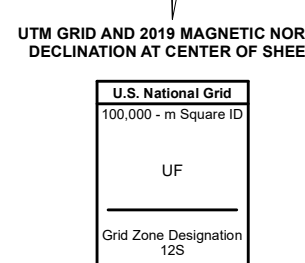 UTM GRID AND 2019 MAGNETIC NOR
DECLINATION AT CENTER OF SHEE
U.S. National Grid
100,000 - m Square ID
UF
Grid Zone Designation
12S